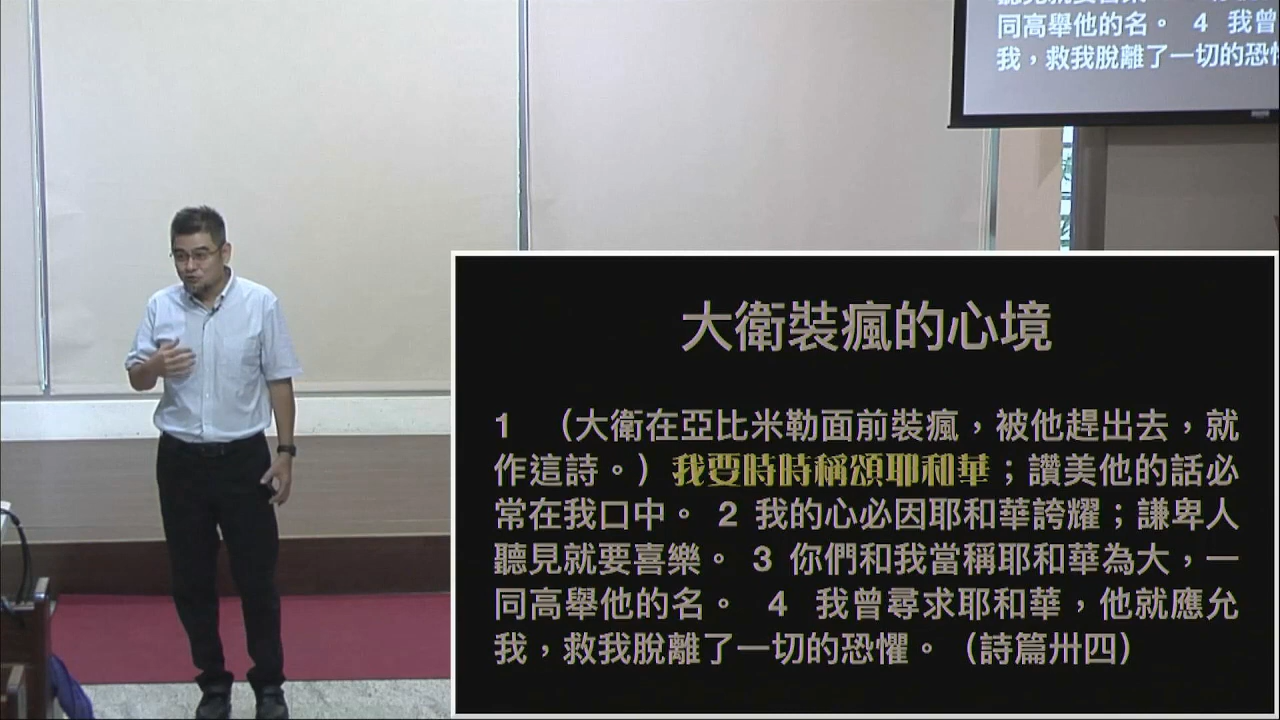 同高舉他的名。 4 我曾
我，救我脫離了一切的恐
大衛裝瘋的心境
1 （大衛在亞比米勒面前裝瘋，被他趕出去，就
作這詩。）我要時時稱頌耶和華；讚美他的話必
常在我口中。 2 我的心必因耶和華誇耀；謙卑人
聽見就要喜樂。 3 你們和我當稱耶和華為大，一
同高舉他的名。 4 我曾尋求耶和華，他就應允
我，救我脫離了一切的恐懼。（詩篇卅四）